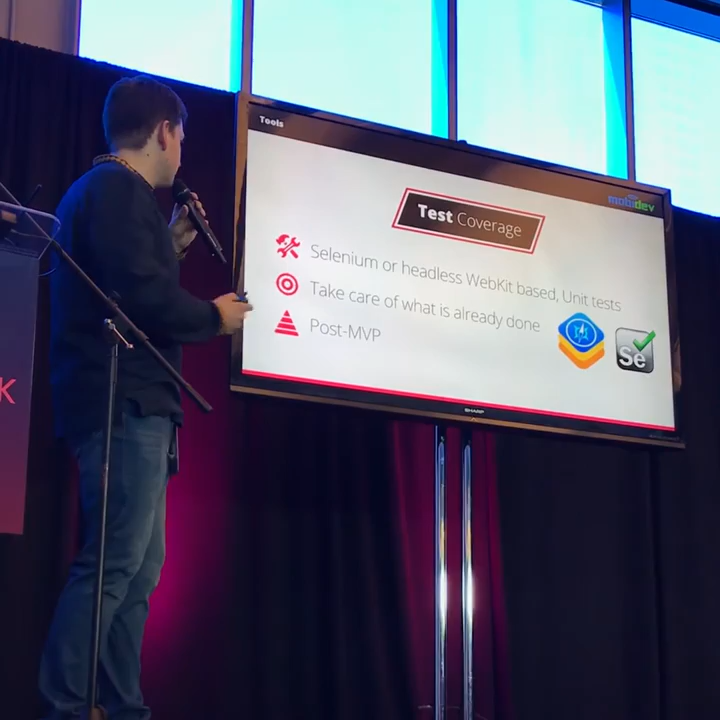 Tools
mobidev
Test Coverage
Selenium or headless WebKit based, Unit tests
Take care of what is already done
Post-MVP
Se
K
SHARP